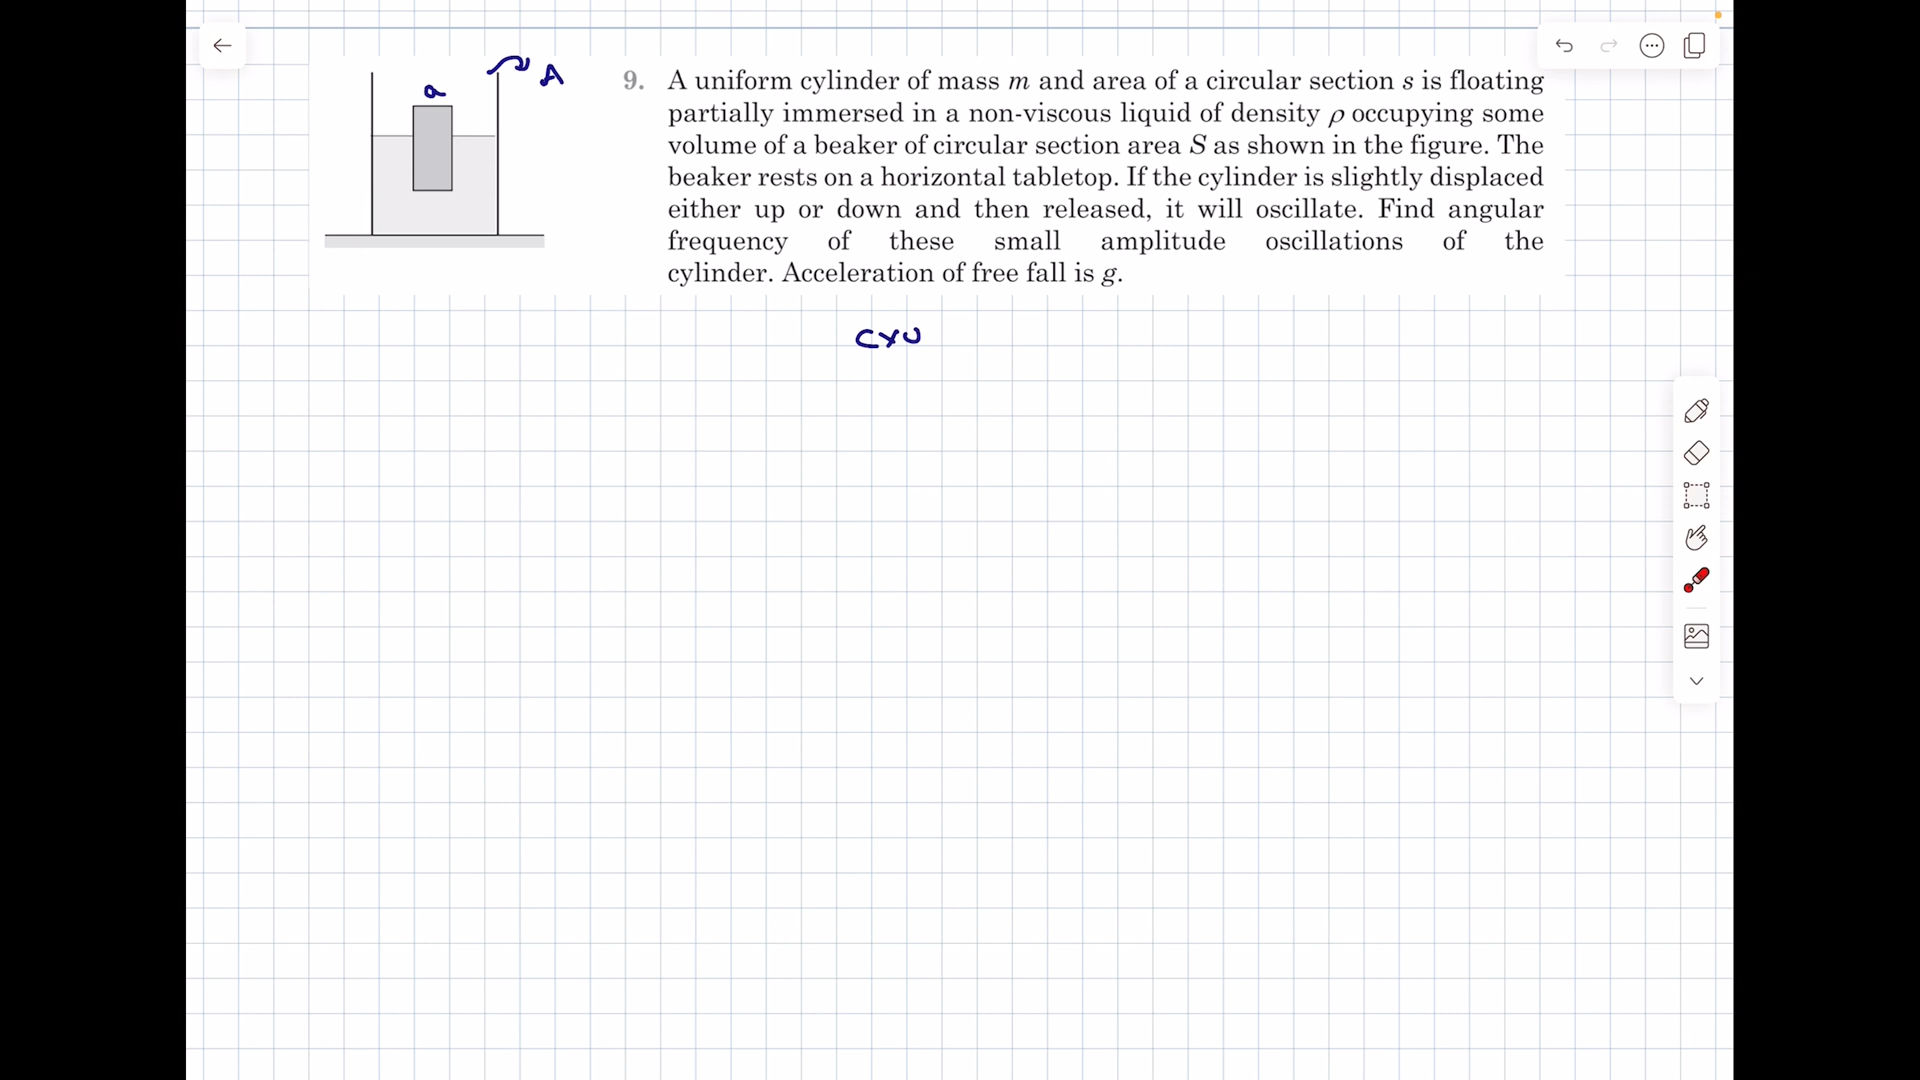 a
A
9. A uniform cylinder of mass m and area of a circular section s is floating
partially immersed in a non-viscous liquid of density ρ occupying some
volume of a beaker of circular section area S as shown in the figure. The
beaker rests on a horizontal tabletop. If the cylinder is slightly displaced
either up or down and then released, it will oscillate. Find angular
frequency of these small amplitude oscillations of the
cylinder. Acceleration of free fall is g.